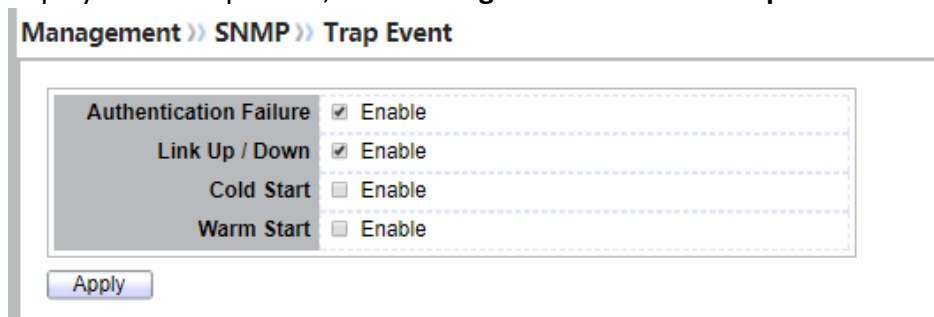 Management 》 SNMP 》 Trap Event
Authentication Failure Enable
Link Up / Down Enable
Cold Start Enable
Warm Start Enable
Apply